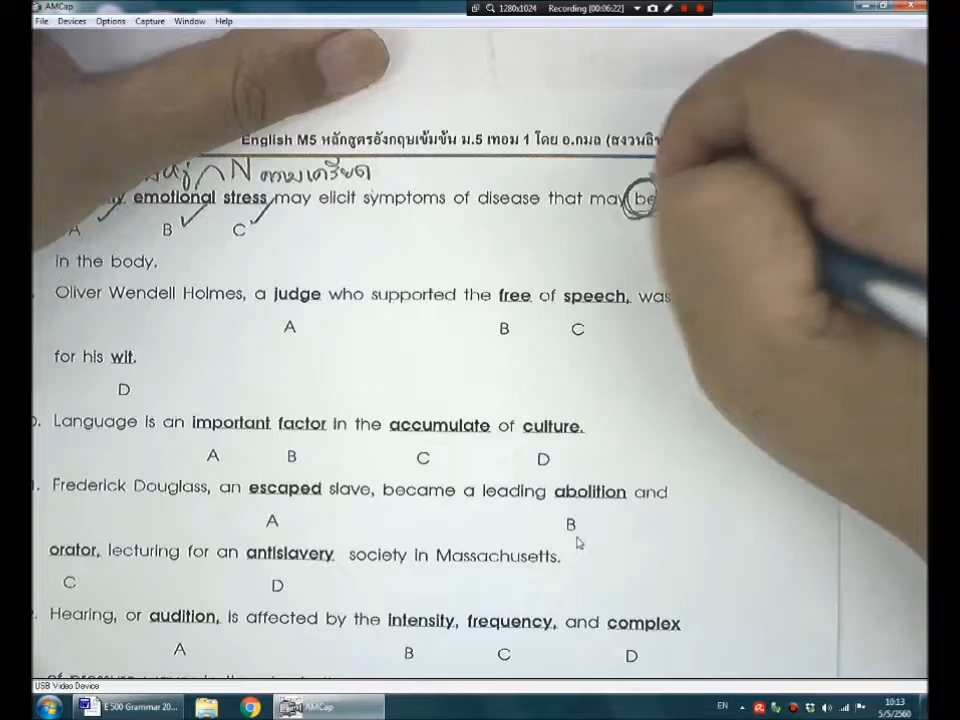 AMCap
1280x1024 Recording [00:06:22]
File Devices Options Capture Window Help
English M5 หลักสูตรอังกฤษเข้มข้น ม.5 เทอม 1 โดย อ.กมล
N ความเครียด
emotional stress may elicit symptoms of disease that may be
A B C
in the body.
Oliver Wendell Holmes, a judge who supported the free of speech, was
A B C
for his wit.
D
Language is an important factor in the accumulate of culture.
A B C D
Frederick Douglass, an escaped slave, became a leading abolition and
A B
orator, lecturing for an antislavery society in Massachusetts.
C D
Hearing, or audition, is affected by the intensity, frequency, and complex
A B C D
USB Video Device
E 500 Grammar 20... AMCap EN 10:13
5/5/2560